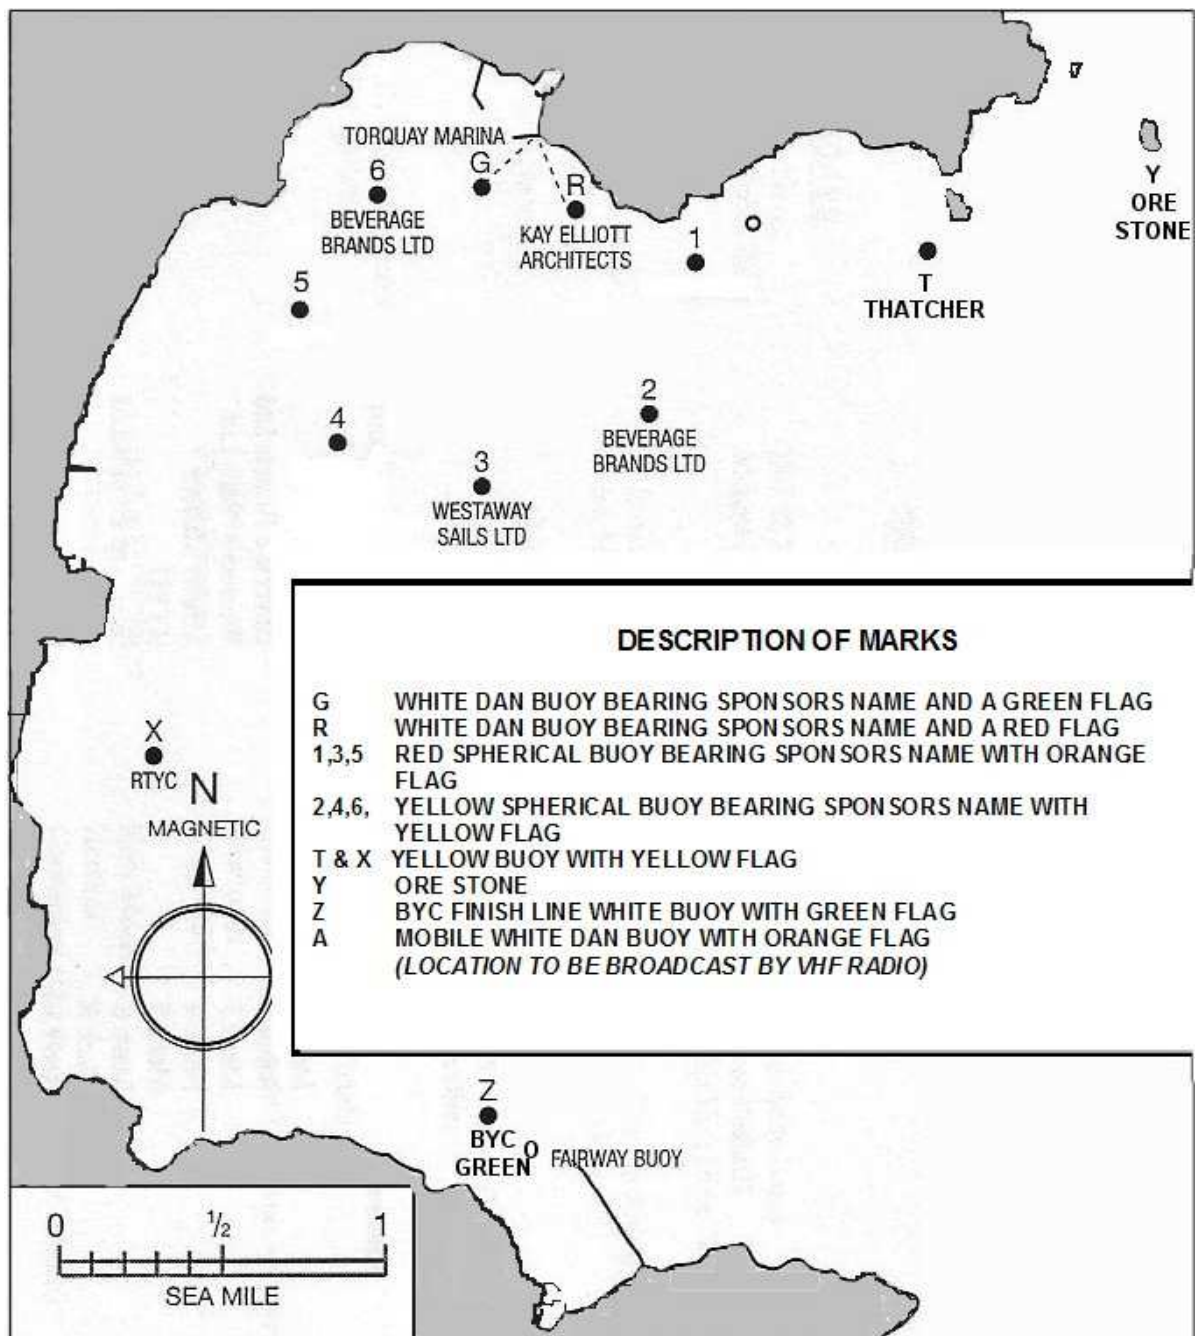 TORQUAY MARINA
G
6
R
BEVERAGE
BRANDS LTD
KAY ELLIOTT
ARCHITECTS
1
Y
ORE
STONE
T
THATCHER
5
4
2
BEVERAGE
BRANDS LTD
3
WESTAWAY
SAILS LTD
X
RTYC
N
MAGNETIC
DESCRIPTION OF MARKS
G WHITE DAN BUOY BEARING SPONSORS NAME AND A GREEN FLAG
R WHITE DAN BUOY BEARING SPONSORS NAME AND A RED FLAG
1,3,5 RED SPHERICAL BUOY BEARING SPONSORS NAME WITH ORANGE
FLAG
2,4,6, YELLOW SPHERICAL BUOY BEARING SPONSORS NAME WITH
YELLOW FLAG
T & X YELLOW BUOY WITH YELLOW FLAG
Y ORE STONE
Z BYC FINISH LINE WHITE BUOY WITH GREEN FLAG
A MOBILE WHITE DAN BUOY WITH ORANGE FLAG
(LOCATION TO BE BROADCAST BY VHF RADIO)
Z
BYC
GREEN
FAIRWAY BUOY
0 1/2 1
SEA MILE